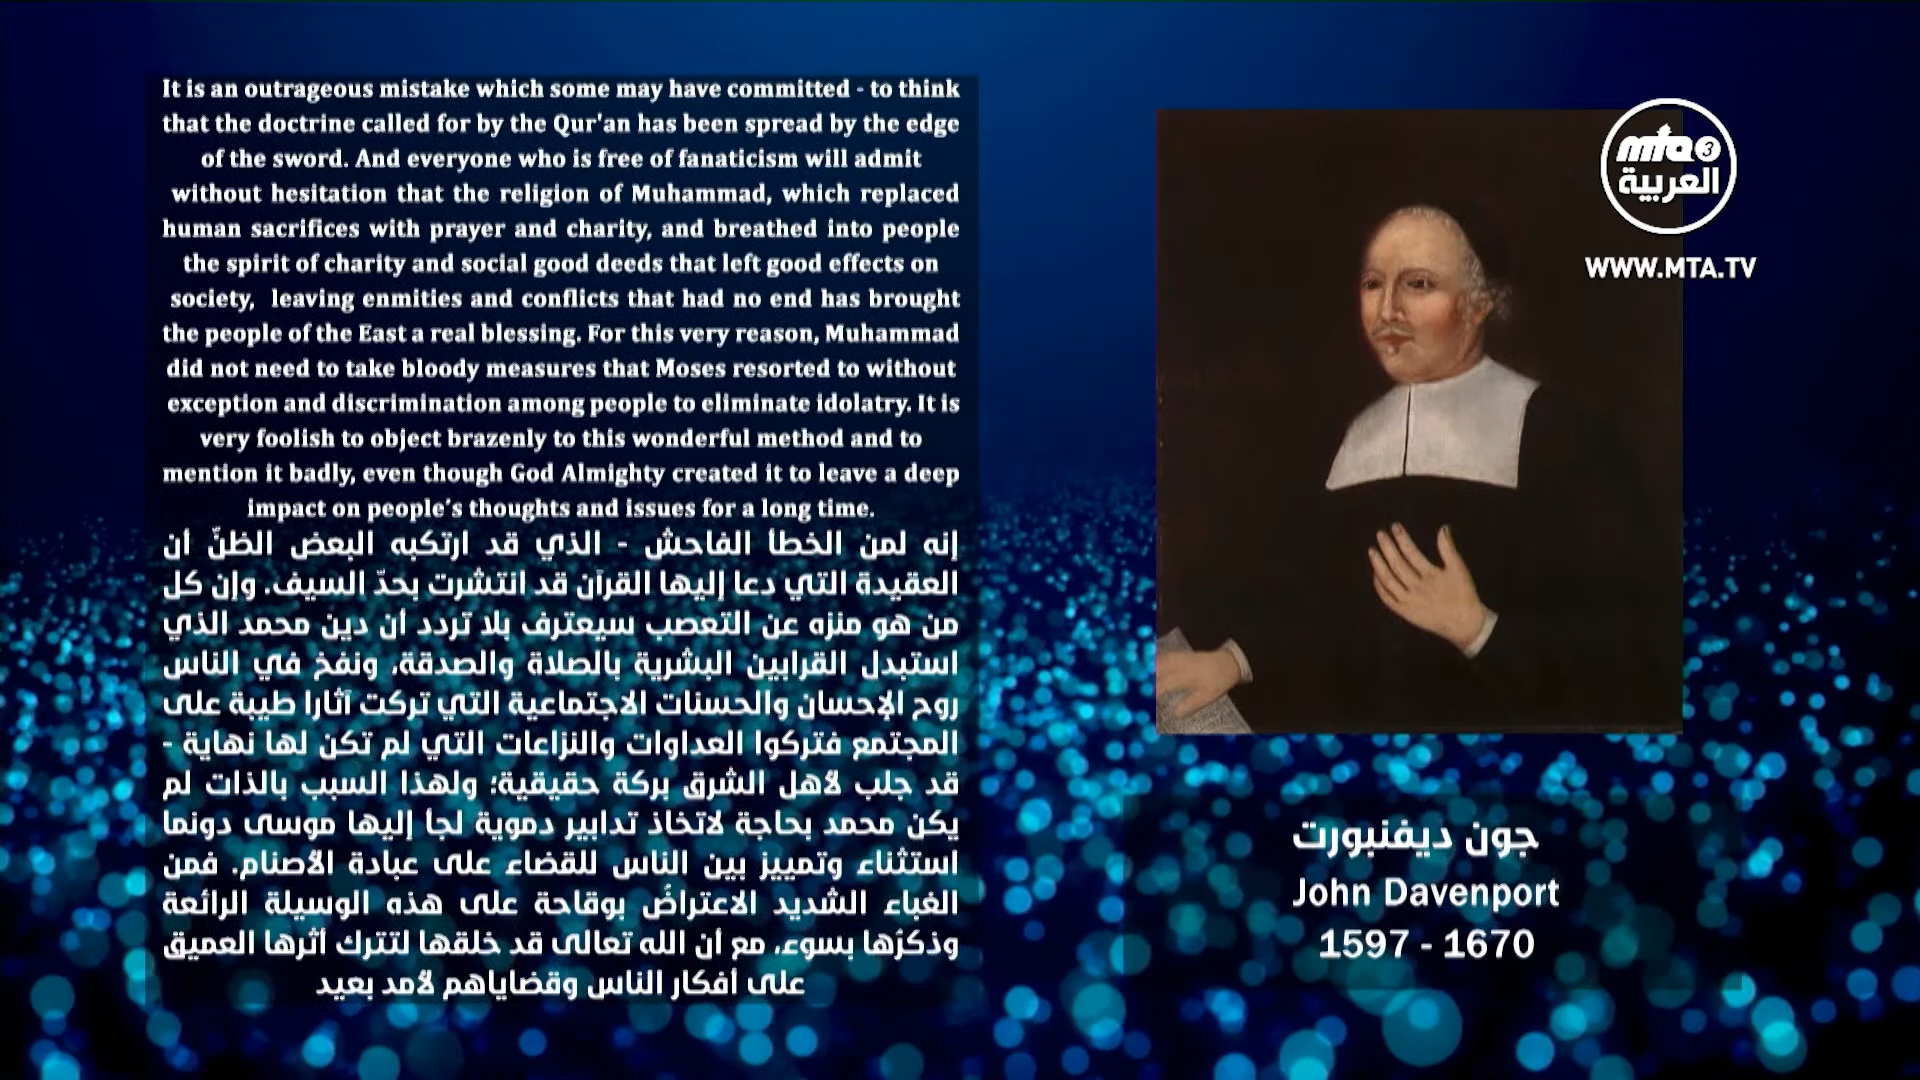 It is an outrageous mistake which some may have committed - to think
that the doctrine called for by the Qur'an has been spread by the edge
of the sword. And everyone who is free of fanaticism will admit
without hesitation that the religion of Muhammad, which replaced
human sacrifices with prayer and charity, and breathed into people
the spirit of charity and social good deeds that left good effects on
society, leaving enmities and conflicts that had no end has brought
the people of the East a real blessing. For this very reason, Muhammad
did not need to take bloody measures that Moses resorted to without
exception and discrimination among people to eliminate idolatry. It is
very foolish to object brazenly to this wonderful method and to
mention it badly, even though God Almighty created it to leave a deep
impact on people's thoughts and issues for a long time.
إنه لمن الخطأ الفاحش - الذي قد ارتكبه البعض الظنّ أن
العقيدة التي دعا إليها القرآن قد انتشرت بحدّ السيف. وإن كل
من هو منزه عن التعصب سيعترف بلا تردد أن دين محمد الذي
استبدل القرابين البشرية بالصلاة والصدقة، ونفخ في الناس
روح الإحسان والحسنات الاجتماعية التي تركت آثارا طيبة على
المجتمع فتركوا العداوات والنزاعات التي لم تكن لها نهاية -
قد جلب لأهل الشرق بركة حقيقية؛ ولهذا السبب بالذات لم
يكن محمد بحاجة لاتخاذ تدابير دموية لجأ إليها موسى دونما
استثناء وتمييز بين الناس للقضاء على عبادة الأصنام. فمن
الغباء الشديد الاعتراضُ بوقاحة على هذه الوسيلة الرائعة
وذكرُها بسوء، مع أن الله تعالى قد خلقها لتترك أثرها العميق
على أفكار الناس وقضاياهم لأمد بعيد
mta3
العربية
WWW.MTA.TV
جون ديفنبورت
John Davenport
1597 - 1670